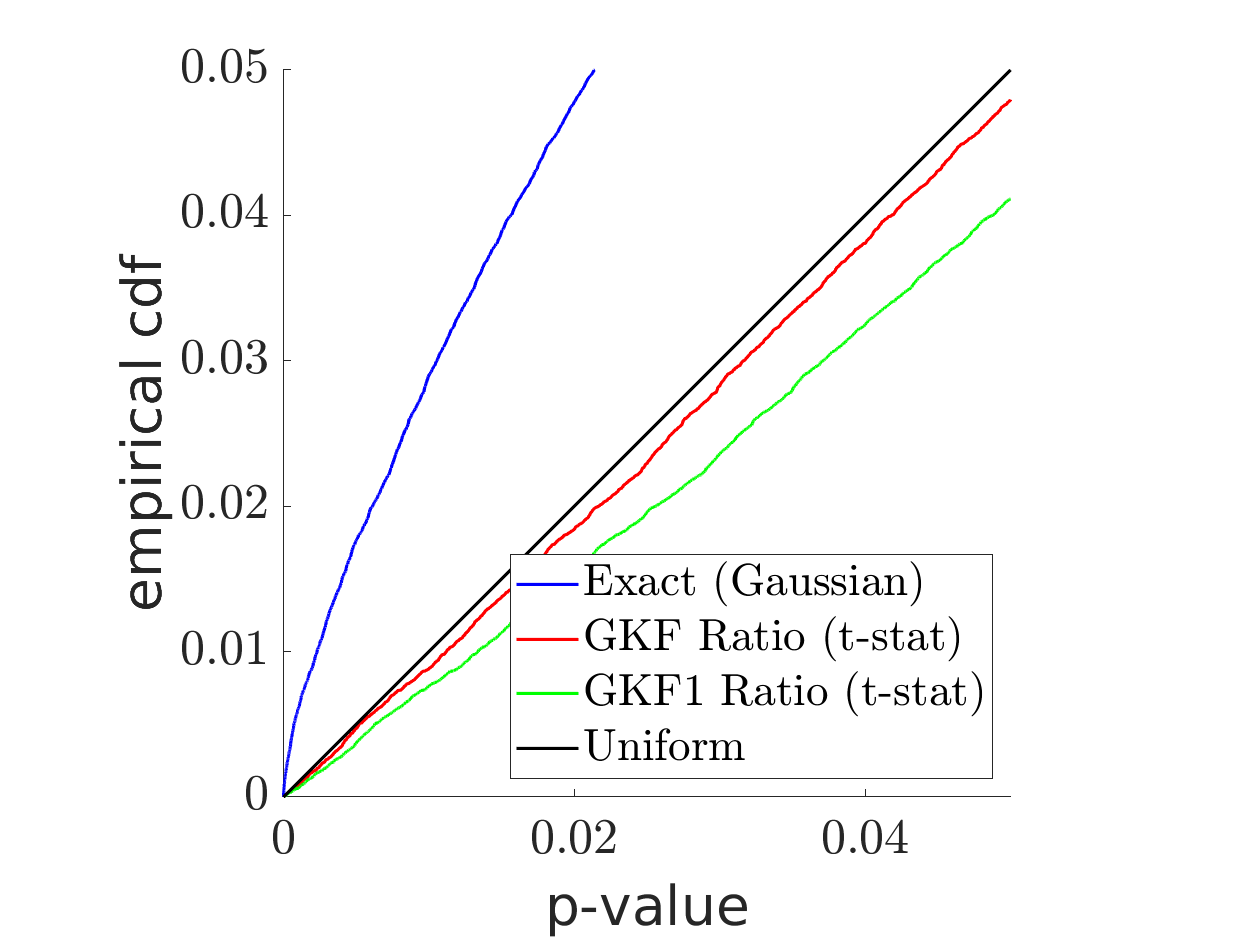 0.05
0.04
0.03
0.02
0.01
0
empirical cdf
Exact (Gaussian)
GKF Ratio (t-stat)
GKF1 Ratio (t-stat)
Uniform
0 0.02 0.04
p-value